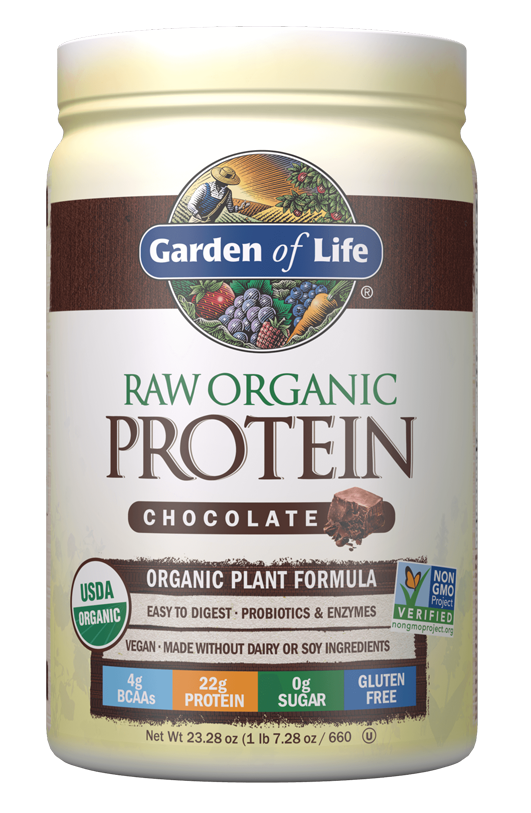 Garden of Life
®
RAW ORGANIC
PROTEIN
CHOCOLATE
ORGANIC PLANT FORMULA
USDA
ORGANIC
EASY TO DIGEST · PROBIOTICS & ENZYMES
NON
GMO
Project
VERIFIED
nongmoproject.org
VEGAN · MADE WITHOUT DAIRY OR SOY INGREDIENTS
4g
BCAAs
22g
PROTEIN
0g
SUGAR
GLUTEN
FREE
Net Wt 23.28 oz (1 lb 7.28 oz / 660 U